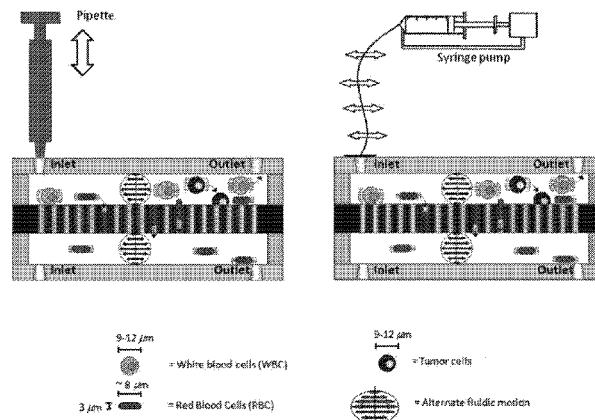 Pipette
Syringe pump
Inlet
Outlet
Inlet
Outlet
Inlet
Outlet
Inlet
Outlet
9-12 μm
= White blood cells (WBC)
~ 8 μm
3 μm
= Red Blood Cells (RBC)
9-12 μm
= Tumor cells
= Alternate fluidic motion